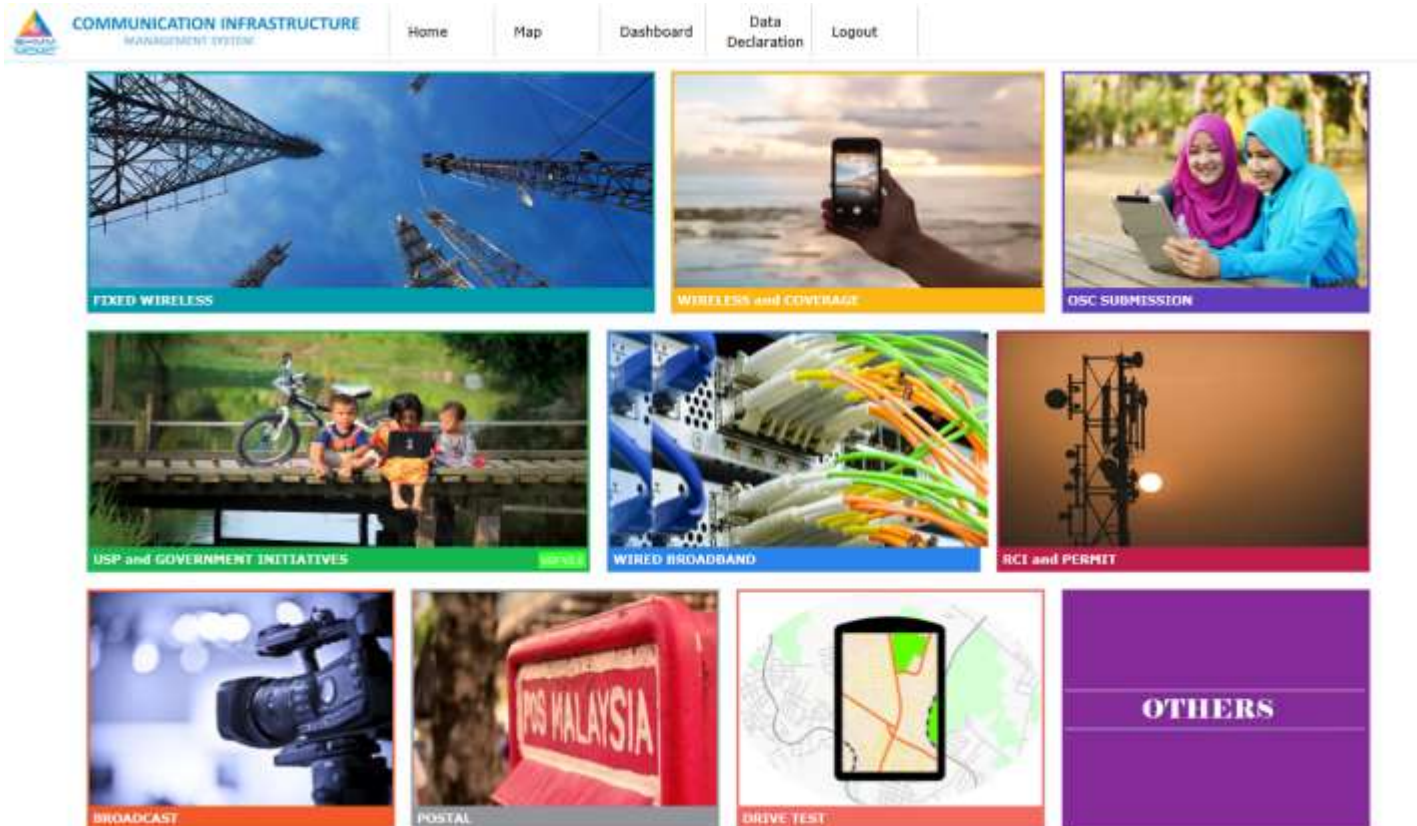 COMMUNICATION INFRASTRUCTURE
MANAGEMENT SYSTEM
Home
Map
Dashboard
Data
Declaration
Logout
FIXED WIRELESS
WIRELESS and COVERAGE
OSC SUBMISSION
USP and GOVERNMENT INITIATIVES
WIRED BROADBAND
RCI and PERMIT
POS MALAYSIA
OTHERS
BROADCAST
POSTAL
DRIVE TEST